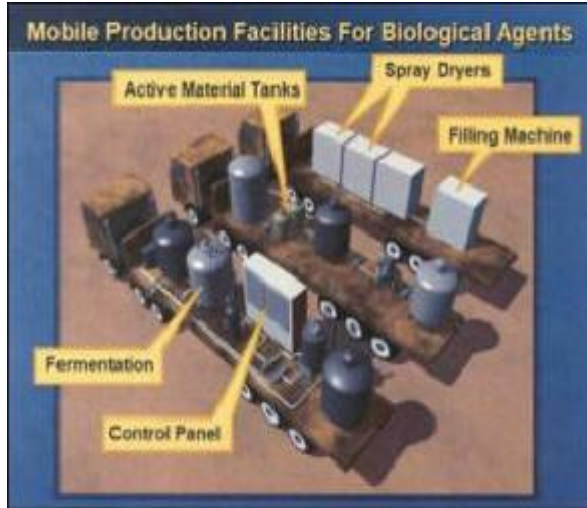 Mobile Production Facilities For Biological Agents
Spray Dryers
Active Material Tanks
Filling Machine
Fermentation
Control Panel